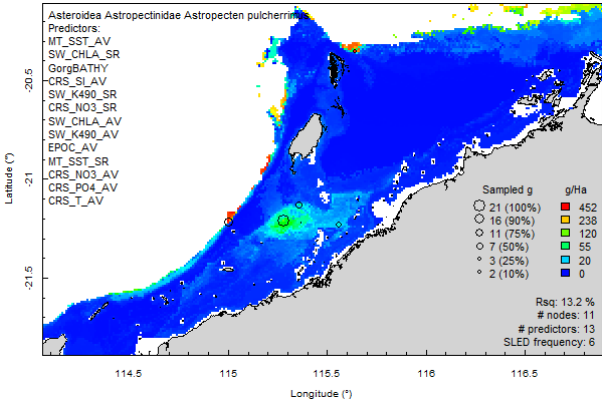 Asteroidea Astropectinidae Astropecten pulcherrimus
Predictors:
MT_SST_AV
SW_CHLA_SR
GorgBATHY
CRS_SI_AV
SW_K490_SR
CRS_NO3_SR
SW_CHLA_AV
SW_K490_AV
EPOC_AV
MT_SST_SR
CRS_NO3_AV
CRS_PO4_AV
CRS_T_AV
-20.5
-21
-21.5
Latitude (°)
Sampled g g/Ha
21 (100%) 452
16 (90%) 238
11 (75%) 120
7 (50%) 55
3 (25%) 20
2 (10%) 0
Rsq: 13.2 %
# nodes: 11
# predictors: 13
SLED frequency: 6
114.5 115 115.5 116 116.5
Longitude (°)